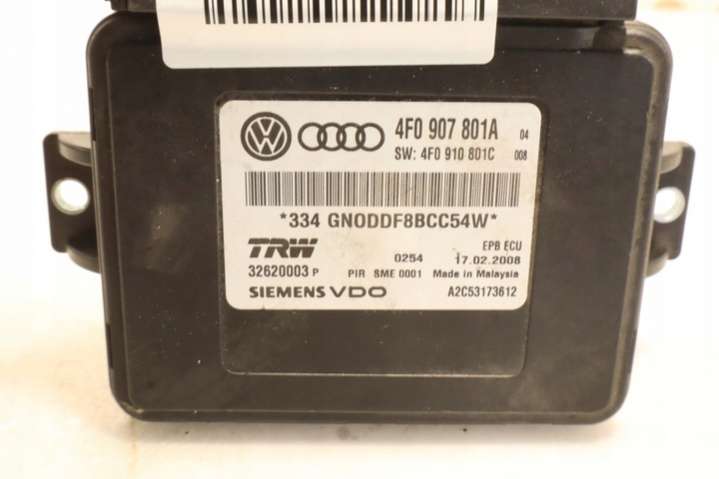 4F0 907 801A 04
SW: 4F0 910 801C 008
*334 GNODDF8BCC54W*
TRW EPB ECU
0254 17.02.2008
32620003 P PIR SME 0001 Made in Malaysia
SIEMENS VDO A2C53173612